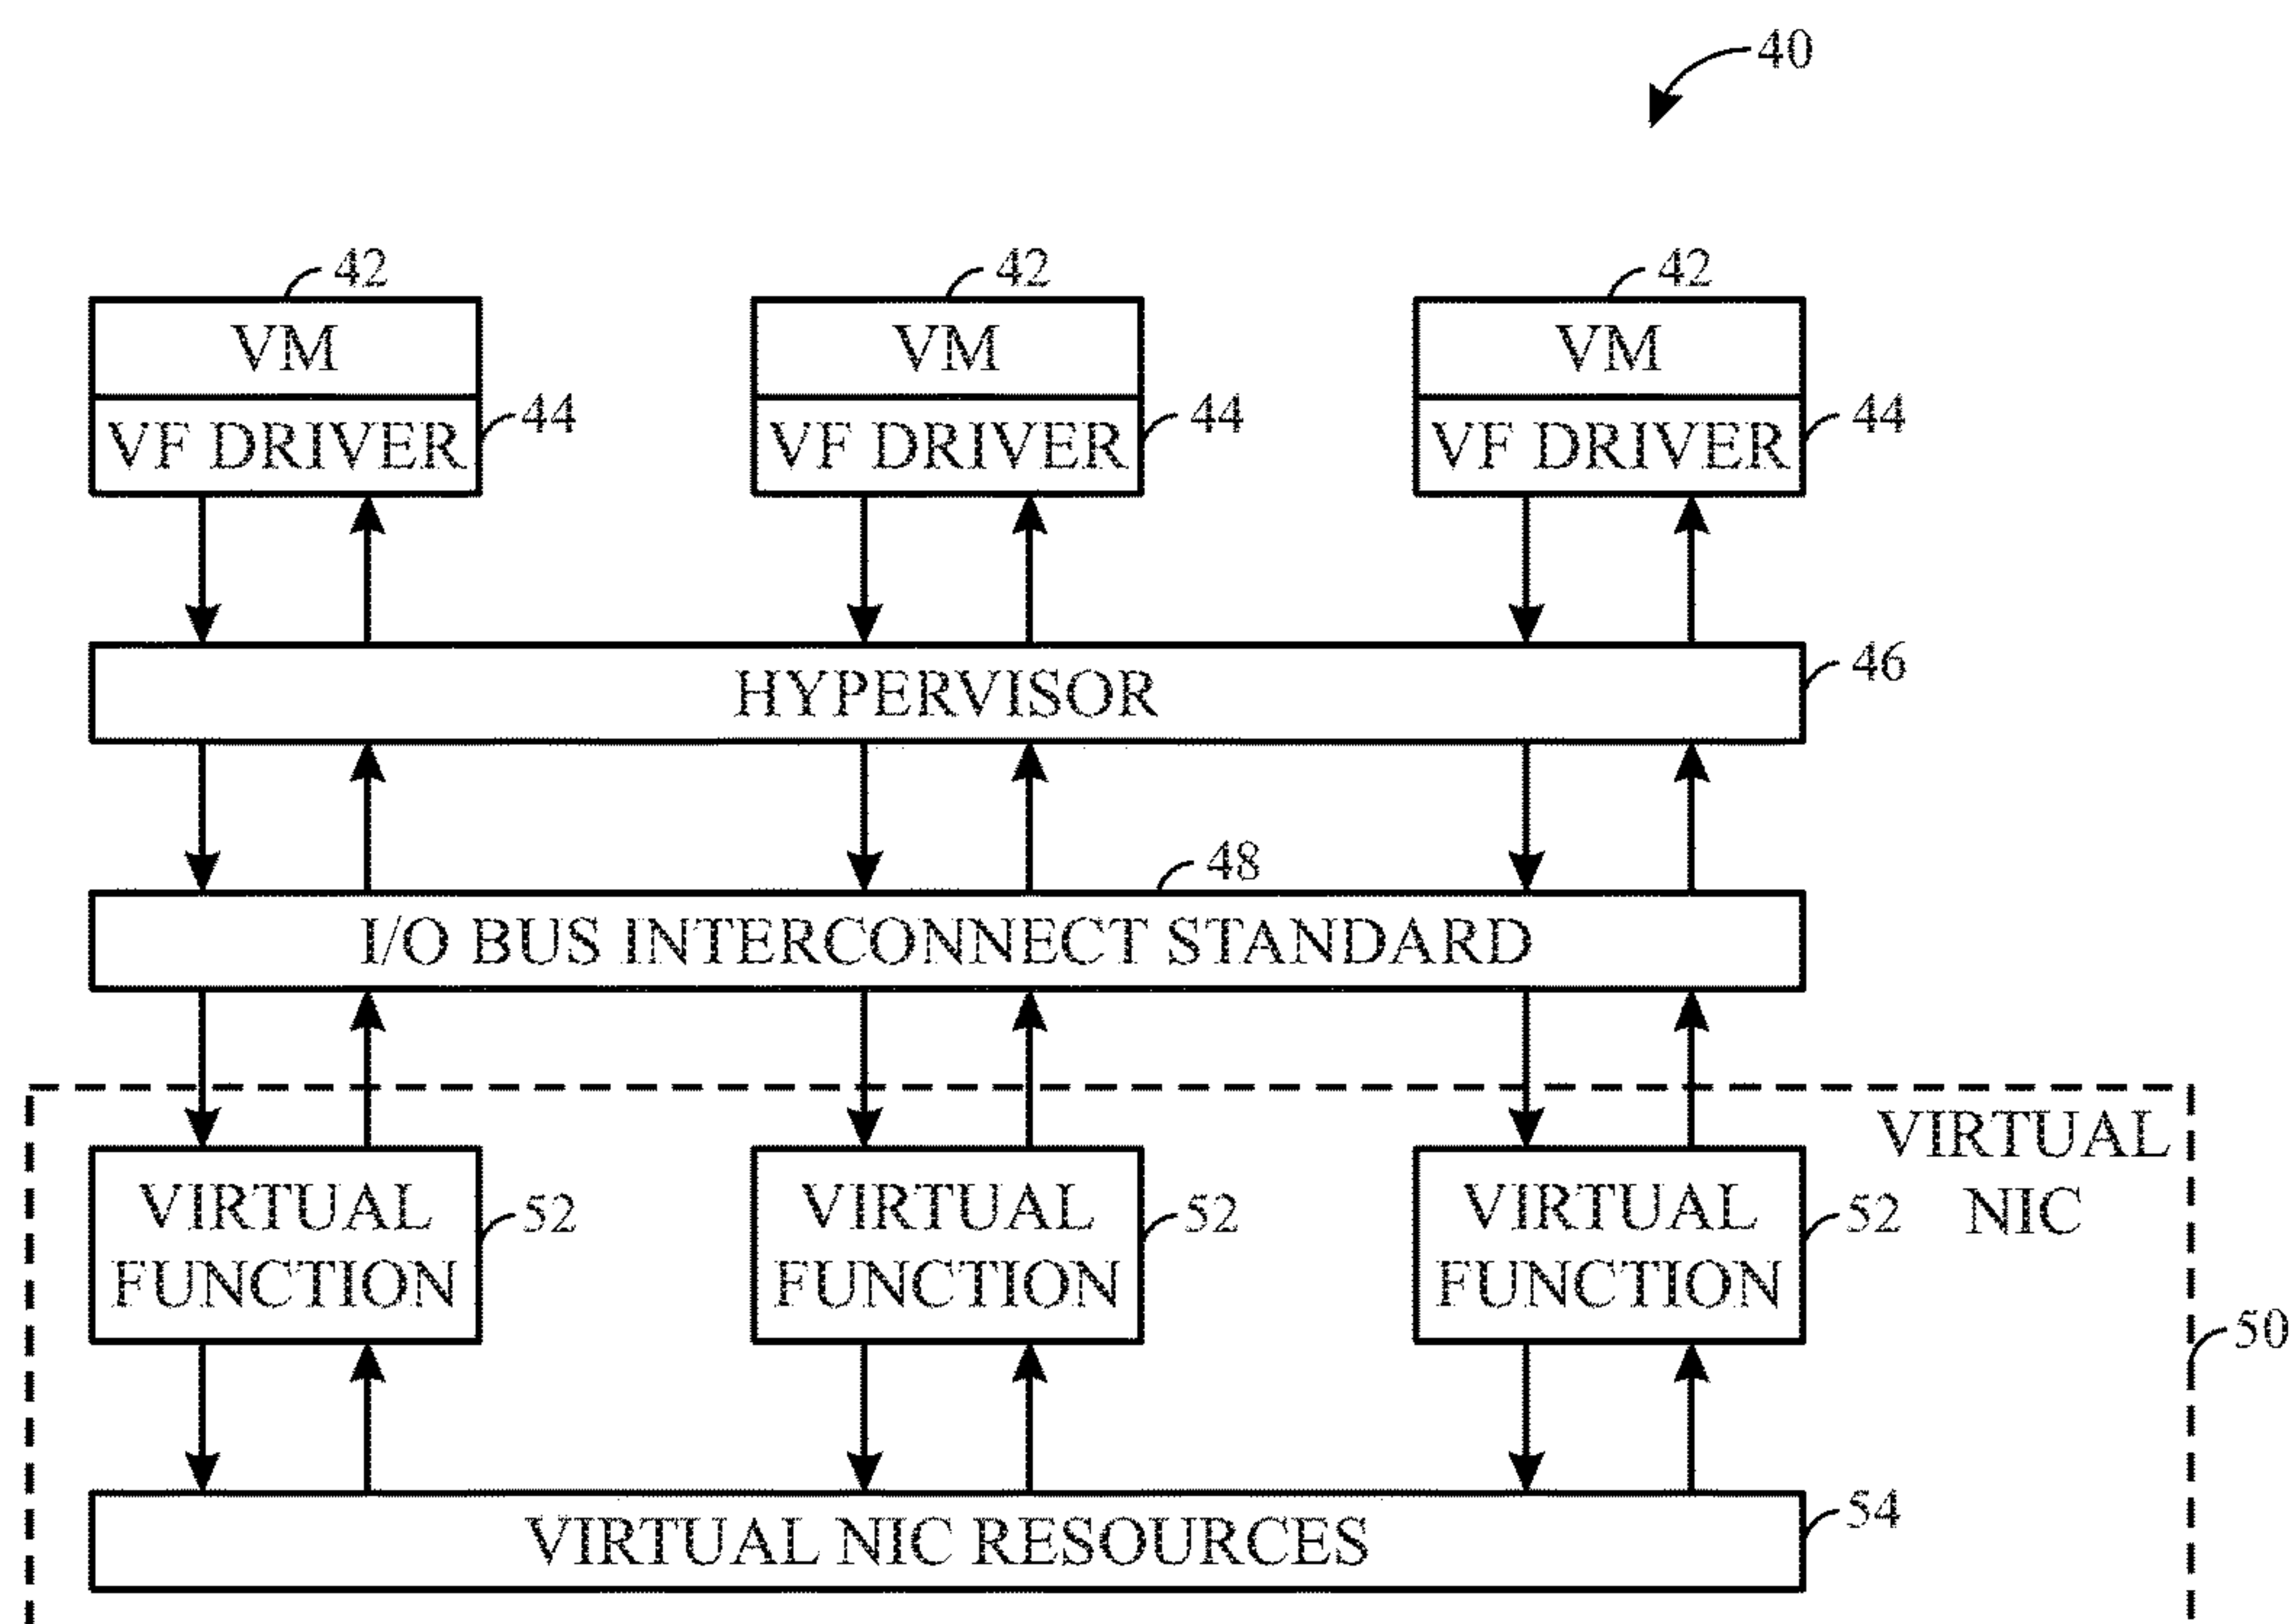 40
42 42 42
VM VM VM
44 44 44
VF DRIVER VF DRIVER VF DRIVER
46
HYPERVISOR
48
I/O BUS INTERCONNECT STANDARD
VIRTUAL
NIC
VIRTUAL VIRTUAL VIRTUAL
52 52 52
FUNCTION FUNCTION FUNCTION
50
54
VIRTUAL NIC RESOURCES